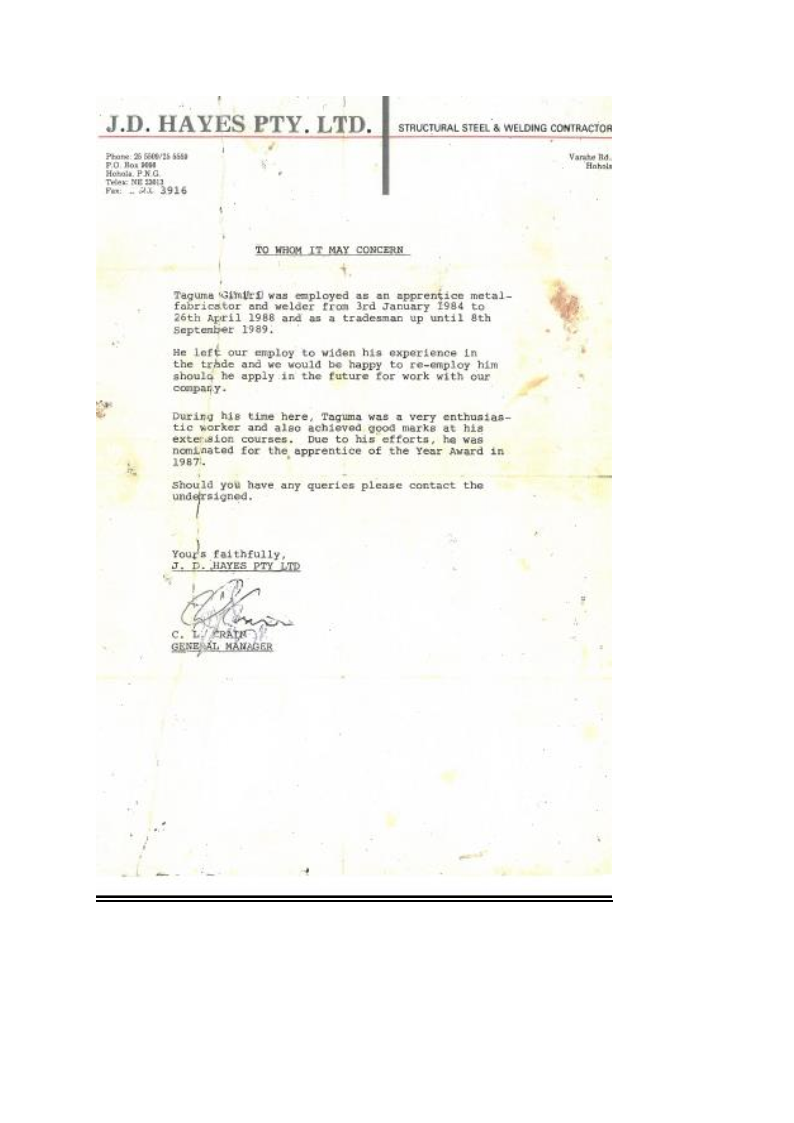 J.D. HAYES PTY. LTD.
STRUCTURAL STEEL & WELDING CONTRACTOR
Phone: 25 5509/25 5559
P.O. Box
Hohola, P.N.G.
Telex: NE
Fax: 3916
Varahe Rd.
Hohola
TO WHOM IT MAY CONCERN
Taguma was employed as an apprentice metal-
fabricator and welder from 3rd January 1984 to
26th April 1988 and as a tradesman up until 8th
September 1989.
He left our employ to widen his experience in
the trade and we would be happy to re-employ him
should he apply in the future for work with our
company.
During his time here, Taguma was a very enthusias-
tic worker and also achieved good marks at his
extension courses. Due to his efforts, he was
nominated for the apprentice of the Year Award in
1987.
Should you have any queries please contact the
undersigned.
Yours faithfully,
J. D. HAYES PTY LTD
C. L. CRAIN
GENERAL MANAGER